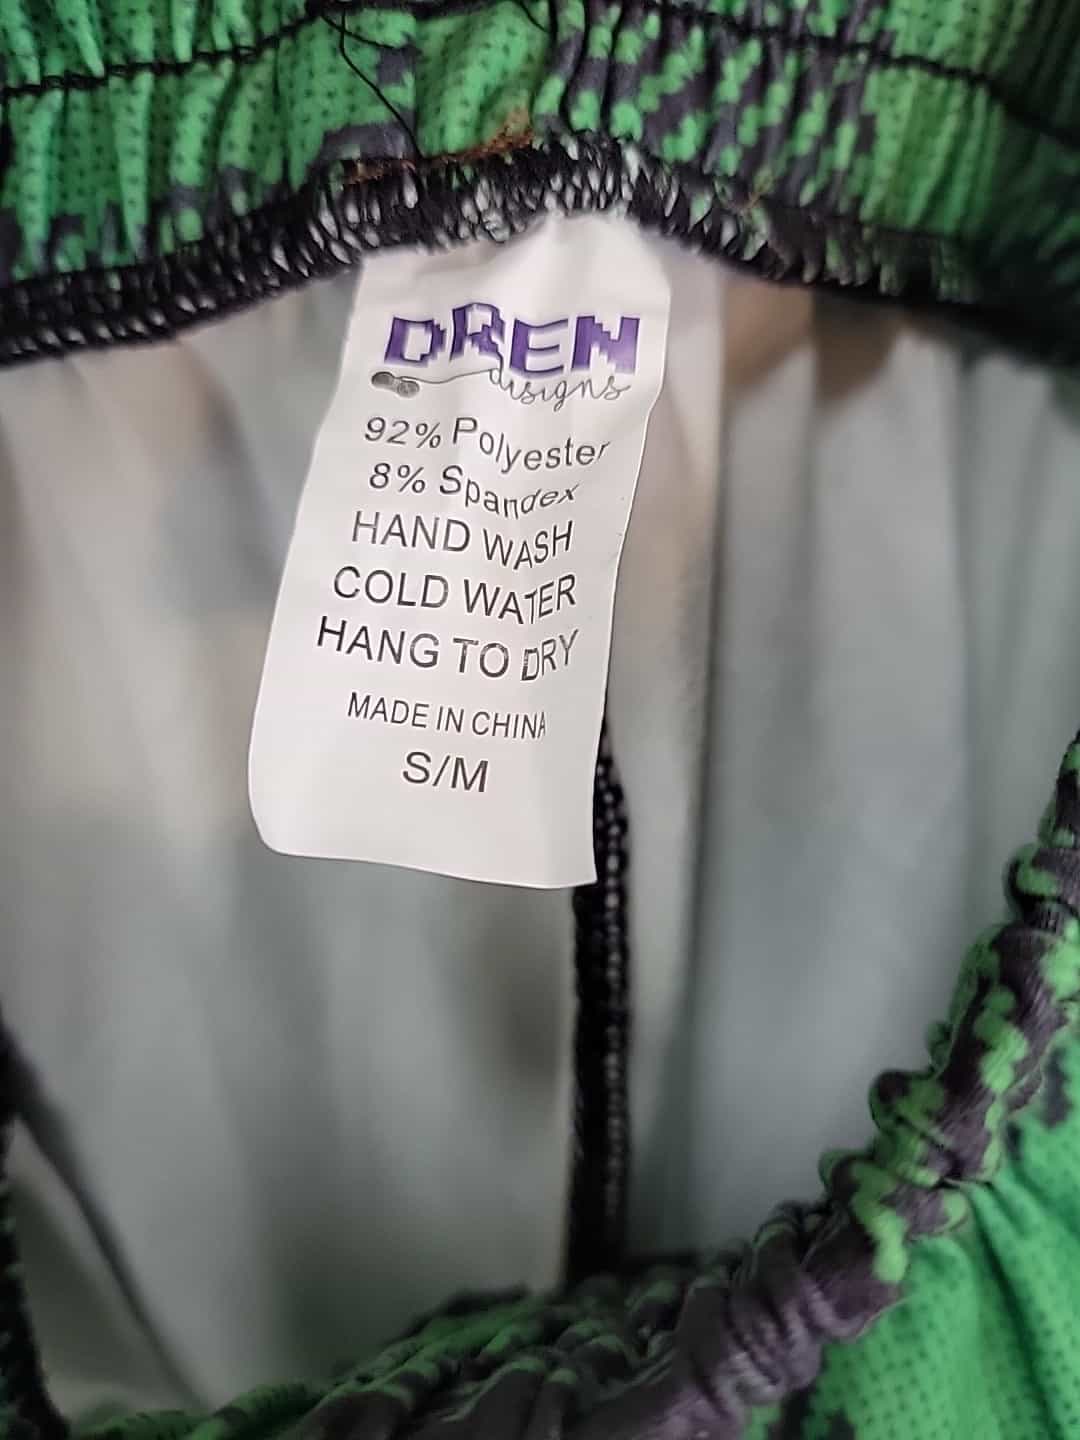 DREN
designs
92% Polyester
8% Spandex
HAND WASH
COLD WATER
HANG TO DRY
MADE IN CHINA
S/M